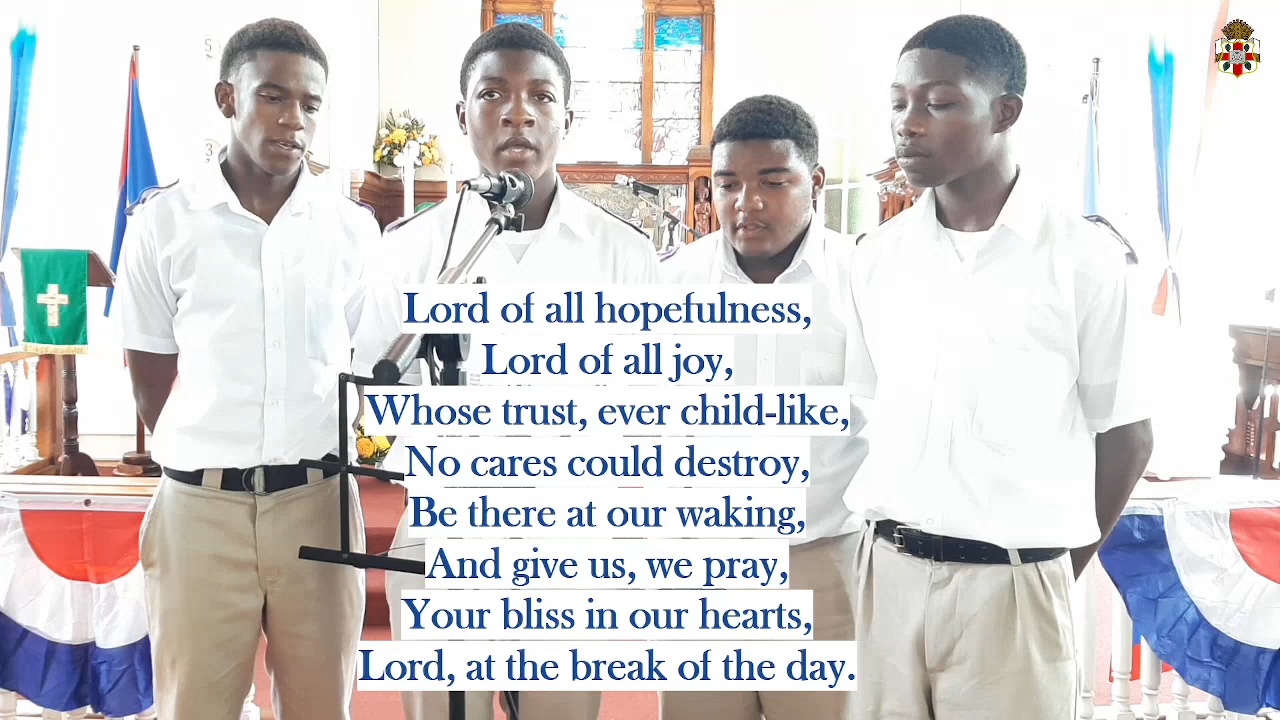 Lord of all hopefulness,
Lord of all joy,
Whose trust, ever child-like,
No cares could destroy,
Be there at our waking,
And give us, we pray,
Your bliss in our hearts,
Lord, at the break of the day.